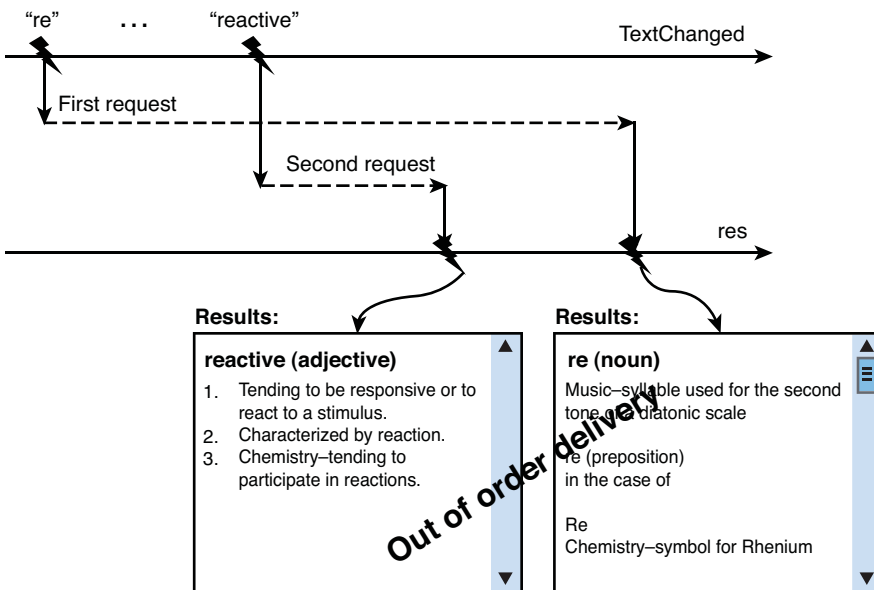 “re” ... “reactive”
TextChanged
First request
Second request
res
Results:
reactive (adjective)
1. Tending to be responsive or to
react to a stimulus.
2. Characterized by reaction.
3. Chemistry–tending to
participate in reactions.
Results:
re (noun)
Music–syllable used for the second
tone of a diatonic scale
re (preposition)
in the case of
Re
Chemistry–symbol for Rhenium
Out of order delivery